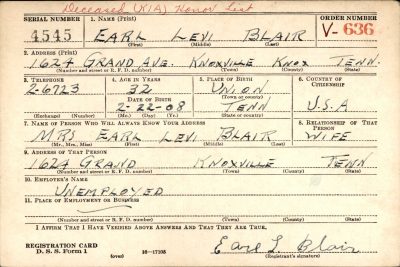 Deceased (KIA) Honor List
SERIAL NUMBER 1. NAME (Print) ORDER NUMBER
4545 EARL LEVI BLAIR V-636
(First) (Middle) (Last)
2. ADDRESS (Print)
1624 GRAND AVE. KNOXVILLE KNOX TENN.
(Number and street or R. F. D. number) (Town) (County) (State)
3. TELEPHONE 4. AGE IN YEARS 5. PLACE OF BIRTH 6. COUNTRY OF CITIZENSHIP
2-6723 32 UNION
DATE OF BIRTH (Town or county)
2-22-08 TENN U.S.A
(Exchange) (Number) (Mo.) (Day) (Yr.) (State or country)
7. NAME OF PERSON WHO WILL ALWAYS KNOW YOUR ADDRESS 8. RELATIONSHIP OF THAT PERSON
MRS EARL LEVI BLAIR WIFE
(Mr., Mrs., Miss) (First) (Middle) (Last)
9. ADDRESS OF THAT PERSON
1624 GRAND KNOXVILLE TENN
(Number and street or R. F. D. number) (Town) (County) (State)
10. EMPLOYER'S NAME
UNEMPLOYED
11. PLACE OF EMPLOYMENT OR BUSINESS
(Number and street or R. F. D. number) (Town) (County) (State)
I AFFIRM THAT I HAVE VERIFIED ABOVE ANSWERS AND THAT THEY ARE TRUE.
REGISTRATION CARD
D. S. S. Form 1 16-17105 Earl L Blair
(Registrant's signature)